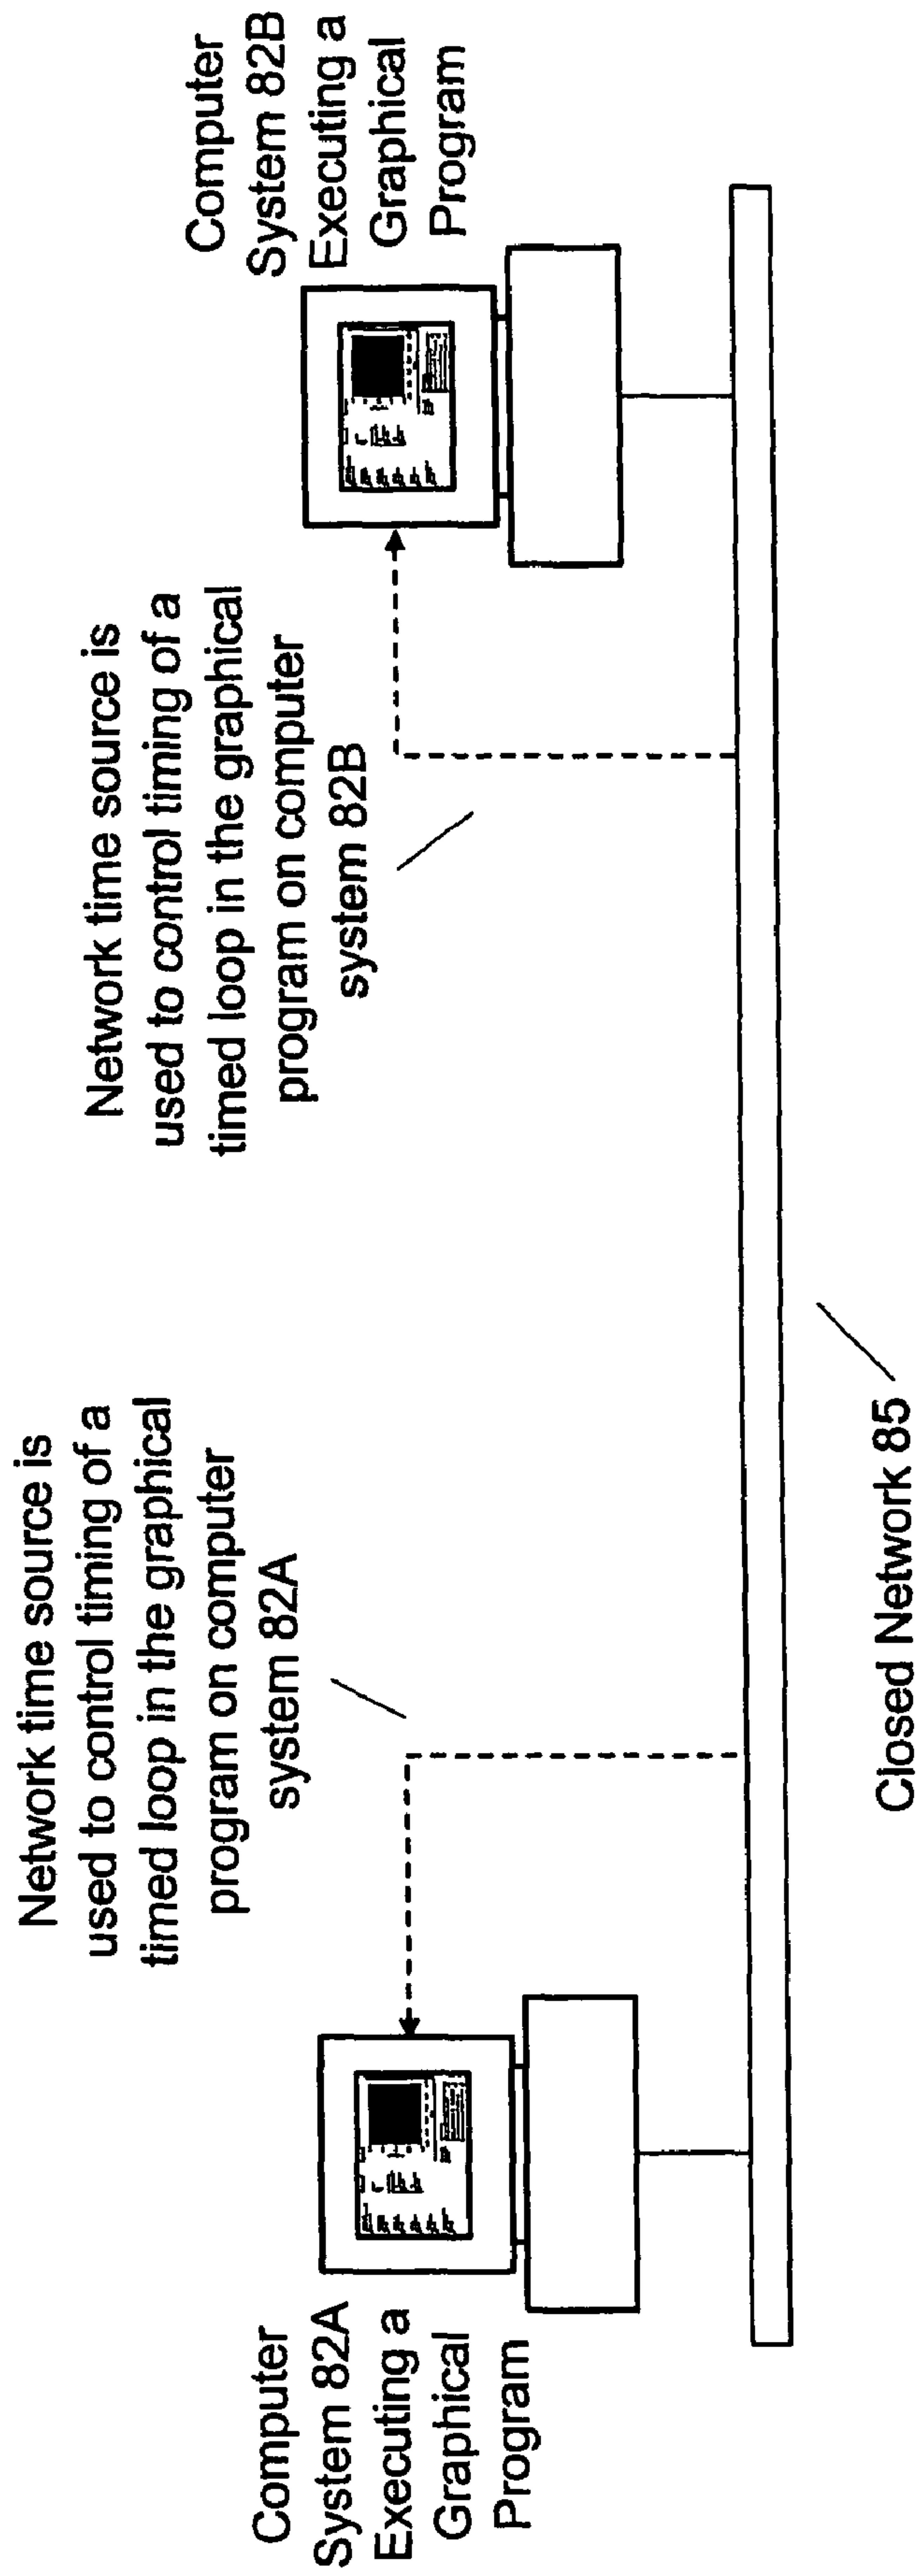 Network time source is
used to control timing of a
timed loop in the graphical
program on computer
system 82A
Network time source is
used to control timing of a
timed loop in the graphical
program on computer
system 82B
Computer
System 82A
Executing a
Graphical
Program
Computer
System 82B
Executing a
Graphical
Program
Closed Network 85